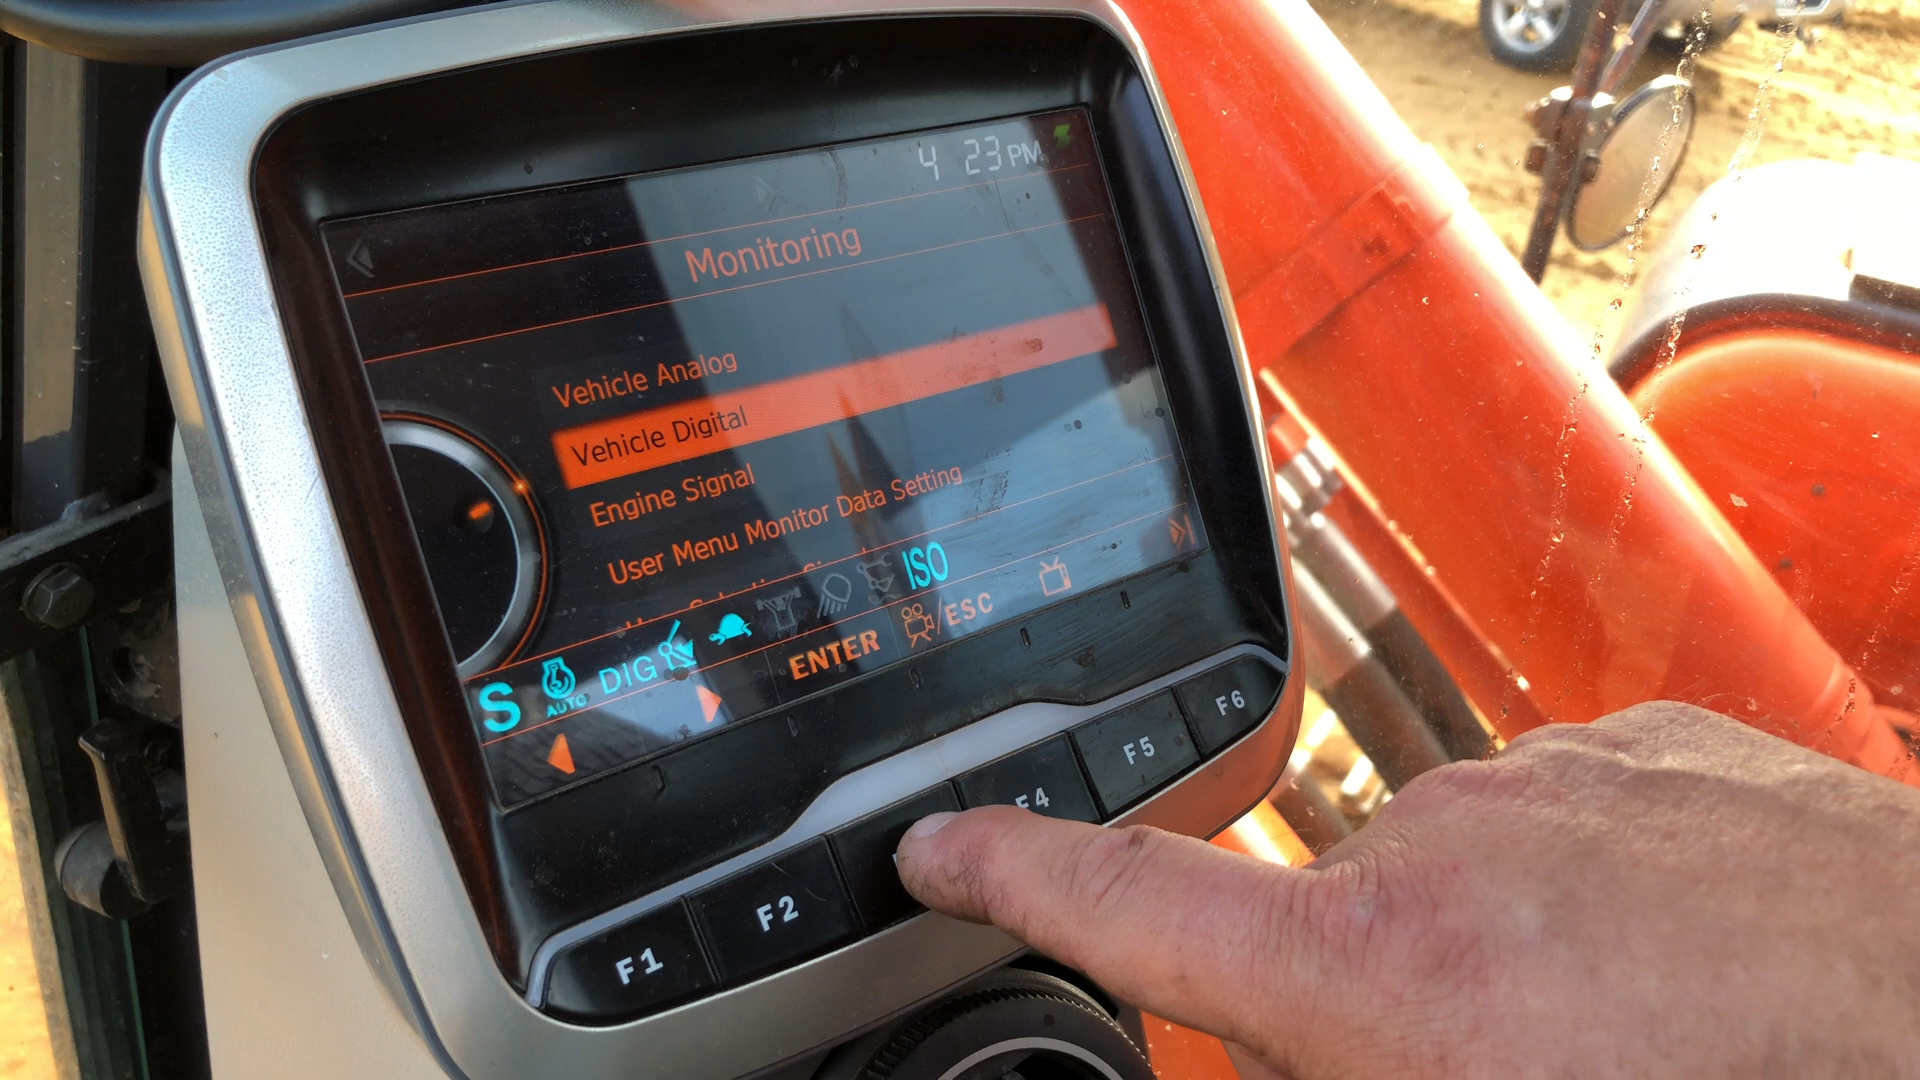 4 23 PM
Monitoring
Vehicle Analog
Vehicle Digital
Engine Signal
User Menu Monitor Data Setting
S AUTO DIG ISO
ENTER /ESC
F1 F2 F4 F5 F6